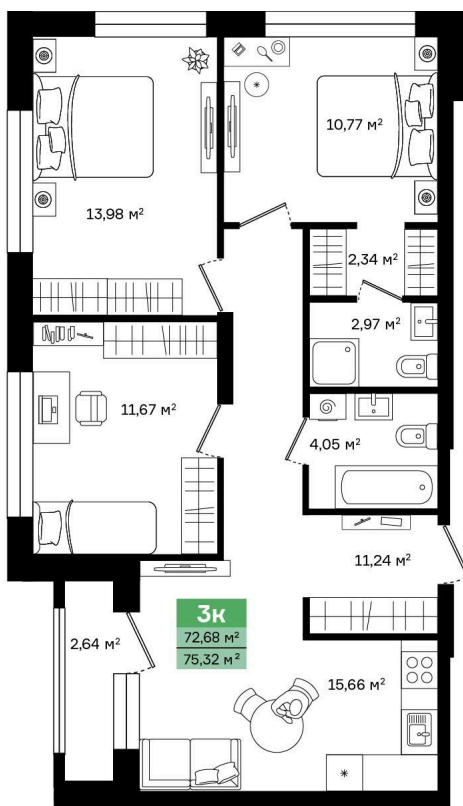 10,77 м²
13,98 м²
2,34 м²
2,97 м²
11,67 м²
4,05 м²
11,24 м²
3к
72,68 м²
75,32 м²
2,64 м²
15,66 м²